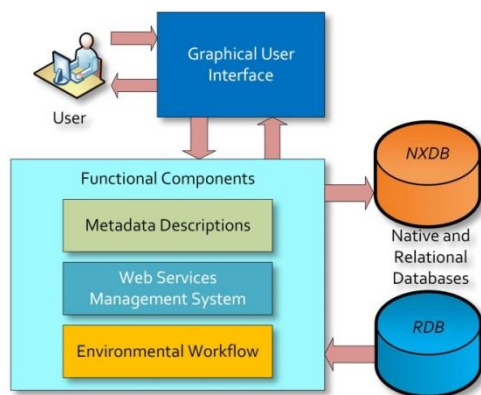 Graphical User
Interface
User
Functional Components
Metadata Descriptions
Web Services
Management System
Environmental Workflow
NXDB
Native and
Relational
Databases
RDB